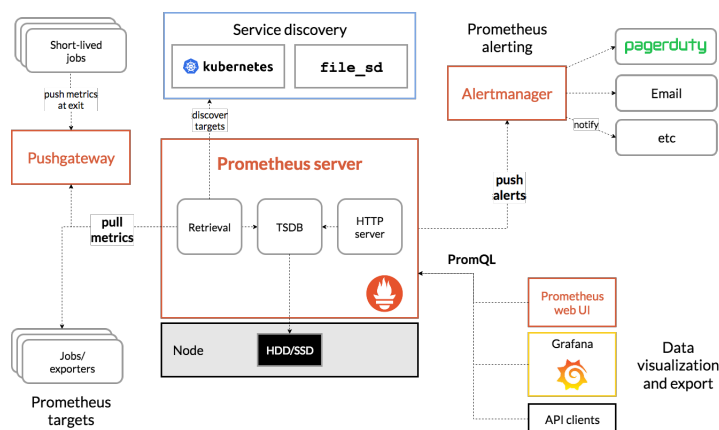 Short-lived
jobs
push metrics
at exit
Pushgateway
Service discovery
kubernetes
file_sd
discover
targets
Prometheus
alerting
Alertmanager
pagerduty
Email
notify
etc
Prometheus server
push
alerts
pull
metrics
Retrieval
TSDB
HTTP
server
PromQL
Node
HDD/SSD
Jobs/
exporters
Prometheus
targets
Prometheus
web UI
Grafana
API clients
Data
visualization
and export